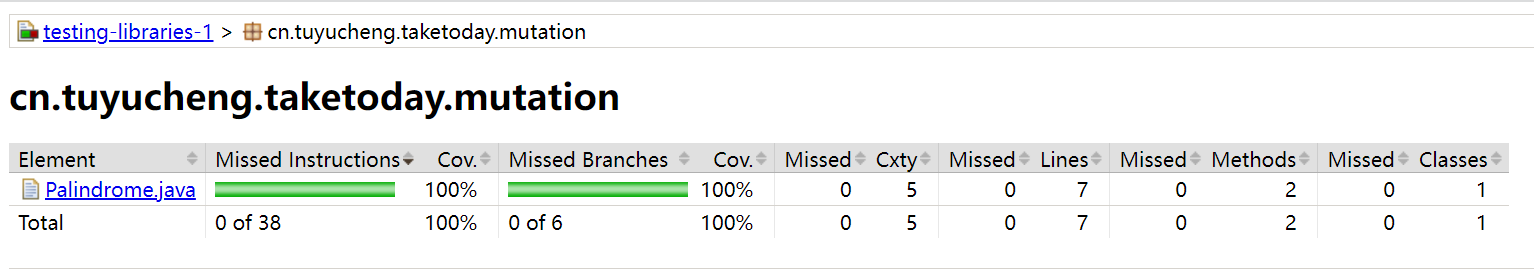 testing-libraries-1 > cn.tuyucheng.taketoday.mutation
cn.tuyucheng.taketoday.mutation
Element Missed Instructions Cov. Missed Branches Cov. Missed Cxty Missed Lines Missed Methods Missed Classes
Palindrome.java 100% 100% 0 5 0 7 0 2 0 1
Total 0 of 38 100% 0 of 6 100% 0 5 0 7 0 2 0 1